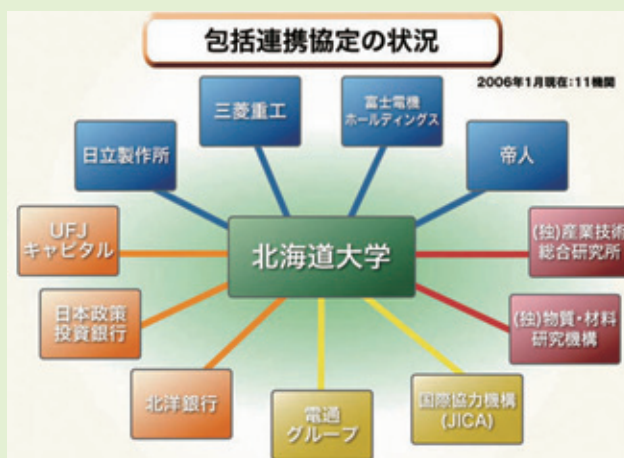 包括連携協定の状況
2006年1月現在:11機関
三菱重工
富士電機
ホールディングス
日立製作所
帝人
UFJ
キャピタル
北海道大学
(独)産業技術
総合研究所
日本政策
投資銀行
(独)物質・材料
研究機構
北洋銀行
電通
グループ
国際協力機構
(JICA)